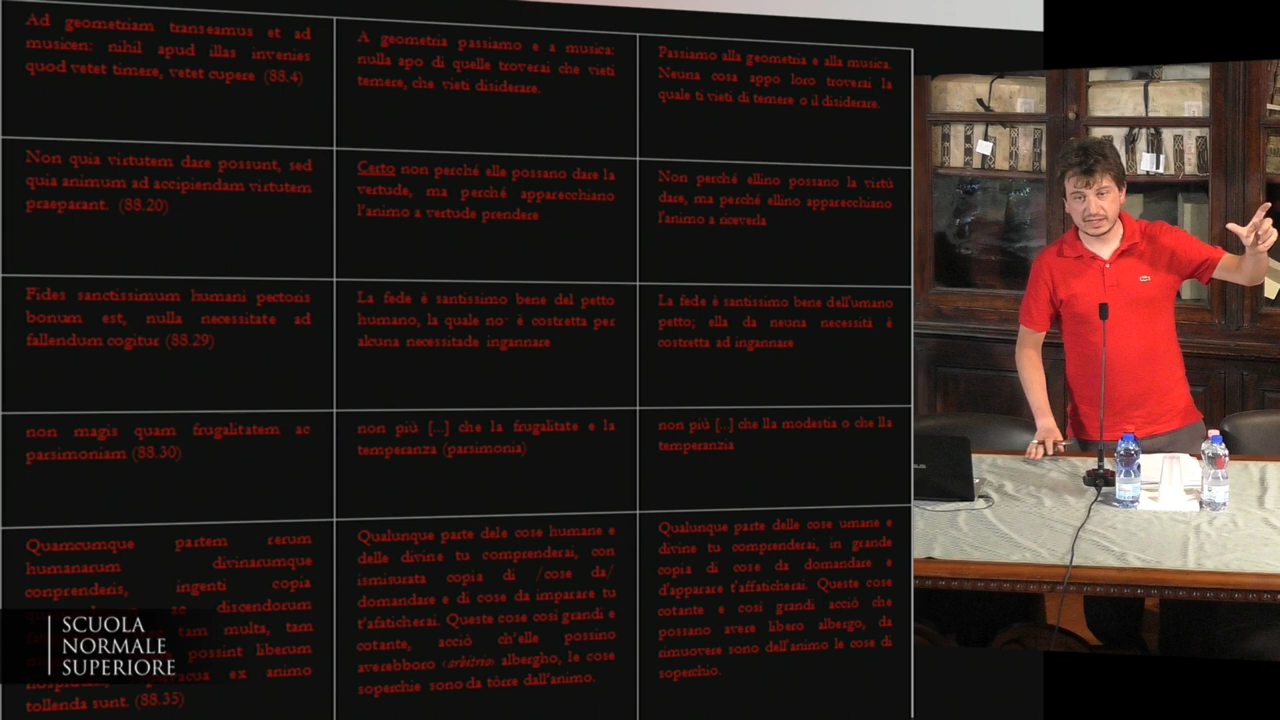 Ad geometriam transeamus et ad
musicen: nihil apud illas invenies
quod vetet timere, vetet cupere (88.4)
A geometria passiamo e a musica:
nulla apo di quelle troverai che vieti
temere, che vieti disiderare.
Passiamo alla geometria e alla musica.
Neuna cosa appo loro troverai la
quale ti vieti di temere o il disiderare.
Non quia virtutem dare possunt, sed
quia animum ad accipiendam virtutem
praeparant. (88.20)
Certo non perché elle possano dare la
vertude, ma perché apparecchiano
l'animo a vertude prendere
Non perché ellino possano la virtù
dare, ma perché ellino apparecchiano
l'animo a riceverla
Fides sanctissimum humani pectoris
bonum est, nulla necessitate ad
fallendum cogitur (88.29)
La fede è santissimo bene del petto
humano, la quale no· è costretta per
alcuna necessitade ingannare
La fede è santissimo bene dell'umano
petto; ella da neuna necessità è
costretta ad ingannare
non magis quam frugalitatem ac
parsimoniam (88.30)
non più [...] che la frugalitate e la
temperanza (parsimonia)
non più [...] che lla modestia o che lla
temperanzia
Quamcumque partem rerum
humanarum divinarumque
conprenderis, ingenti copia
ac discendorum
tam multa, tam
possint liberum
ex animo
tollenda sunt. (88.35)
Qualunque parte dele cose humane e
delle divine tu comprenderai, con
ismisurata copia di /cose da/
domandare e di cose da imparare tu
t'afaticherai. Queste cose così grandi e
cotante, acciò ch'elle possino
averebboro ‹arbitrio› albergho, le cose
soperchie sono da tòrre dall'animo.
Qualunque parte delle cose umane e
divine tu comprenderai, in grande
copia di cose da domandare e
d'apparare t'affaticherai. Queste cose
cotante e così grandi acciò che
possano avere libero albergo, da
rimuovere sono dell'animo le cose di
soperchio.
SCUOLA
NORMALE
SUPERIORE